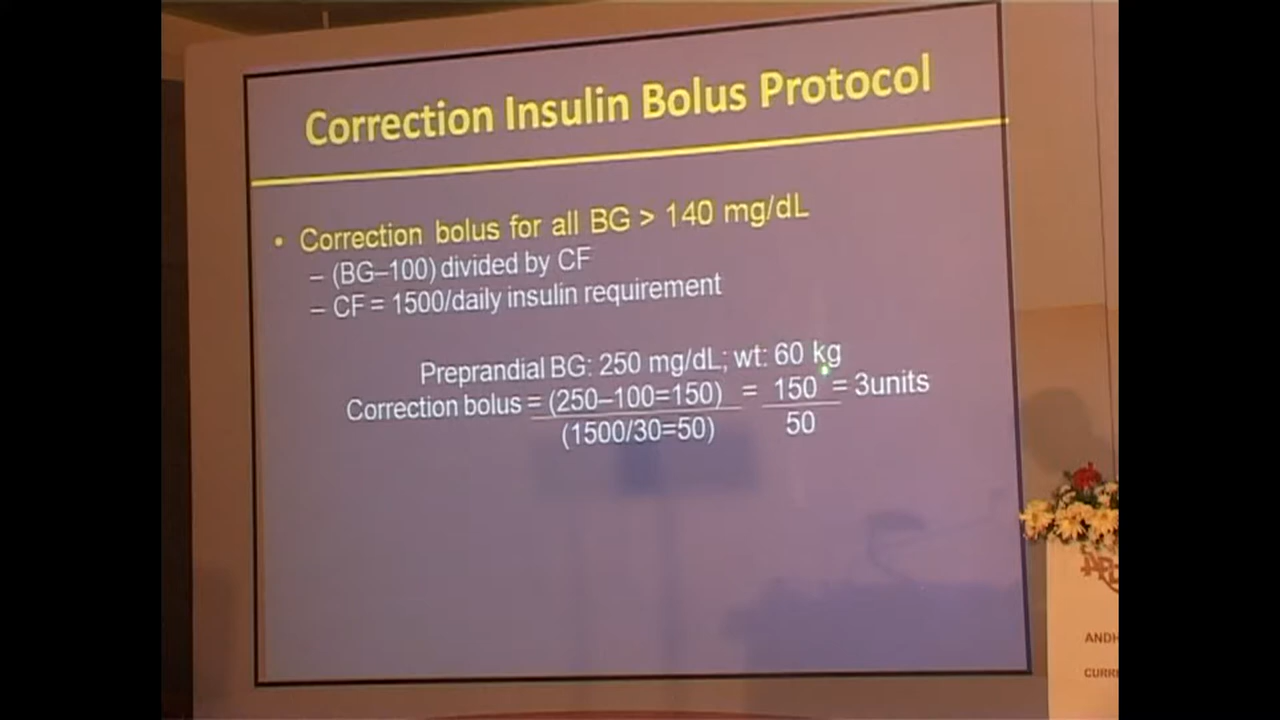 Correction Insulin Bolus Protocol
• Correction bolus for all BG > 140 mg/dL
– (BG–100) divided by CF
– CF = 1500/daily insulin requirement
Preprandial BG: 250 mg/dL; wt: 60 kg
Correction bolus = (250–100=150) = 150 = 3units
(1500/30=50) 50
ANDH
CURR